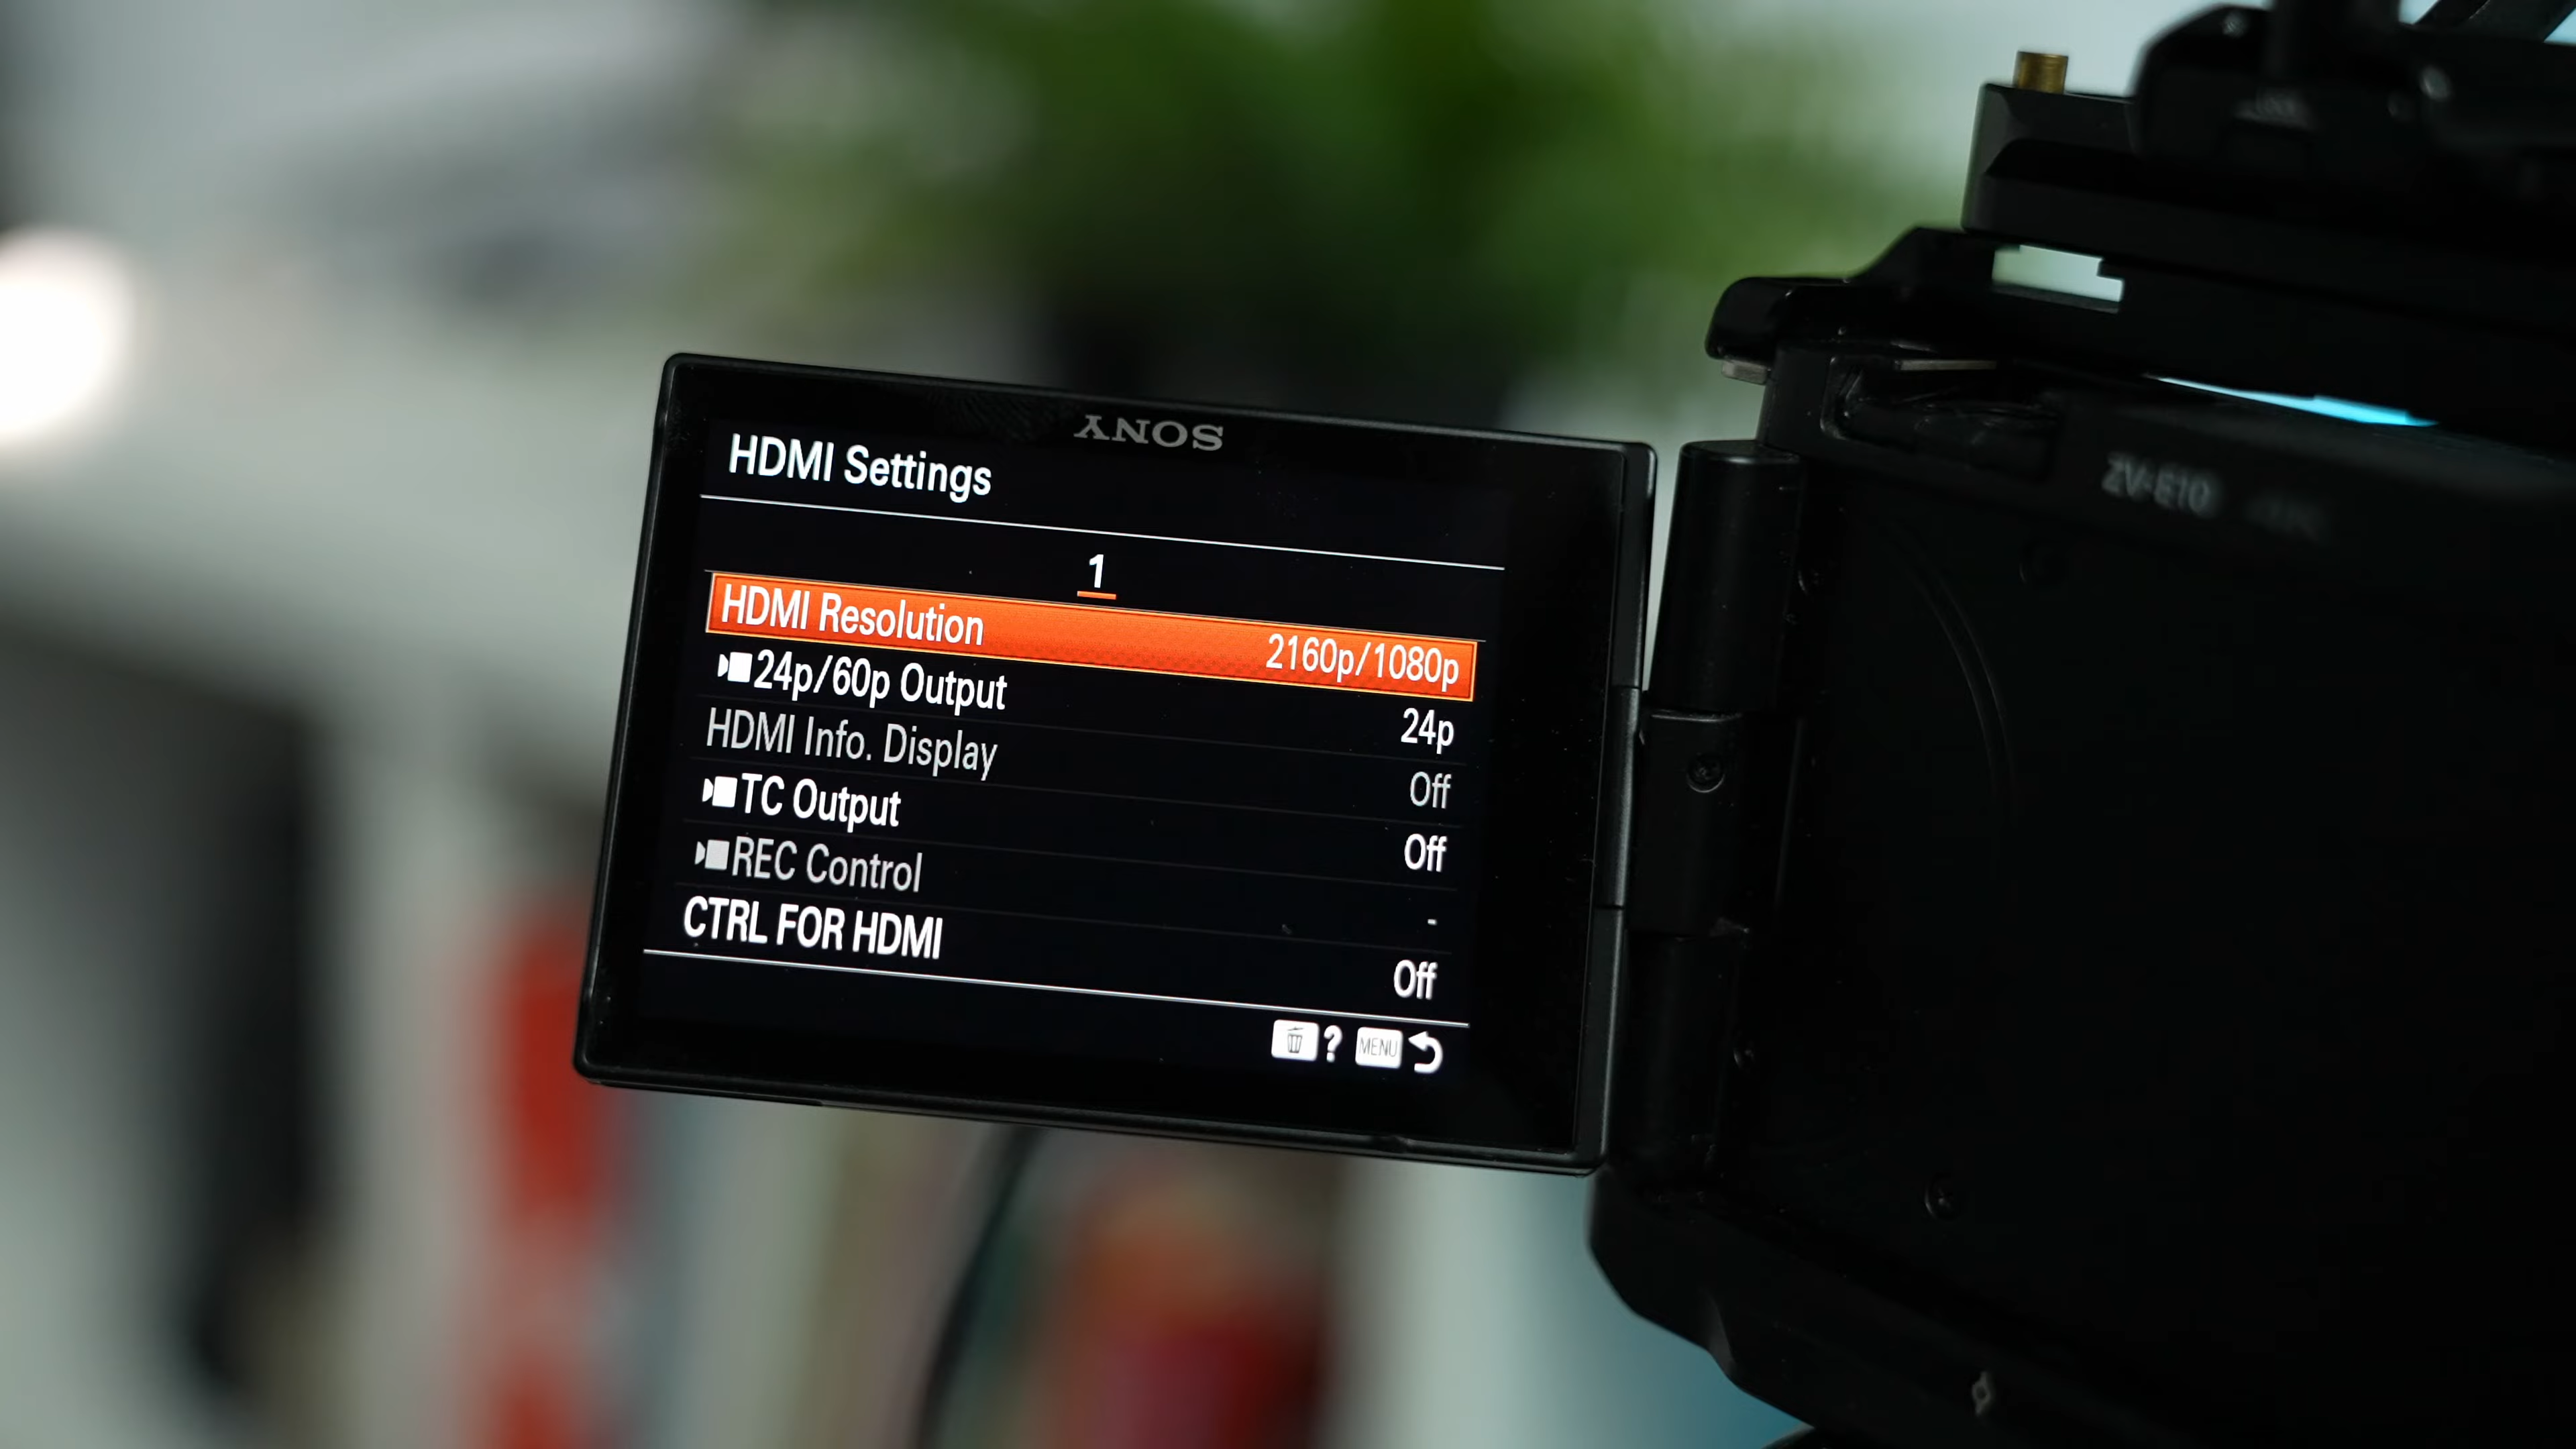 SONY
HDMI Settings
1
HDMI Resolution 2160p/1080p
24p/60p Output 24p
HDMI Info. Display Off
TC Output Off
REC Control -
CTRL FOR HDMI Off
? MENU
ZV-E10